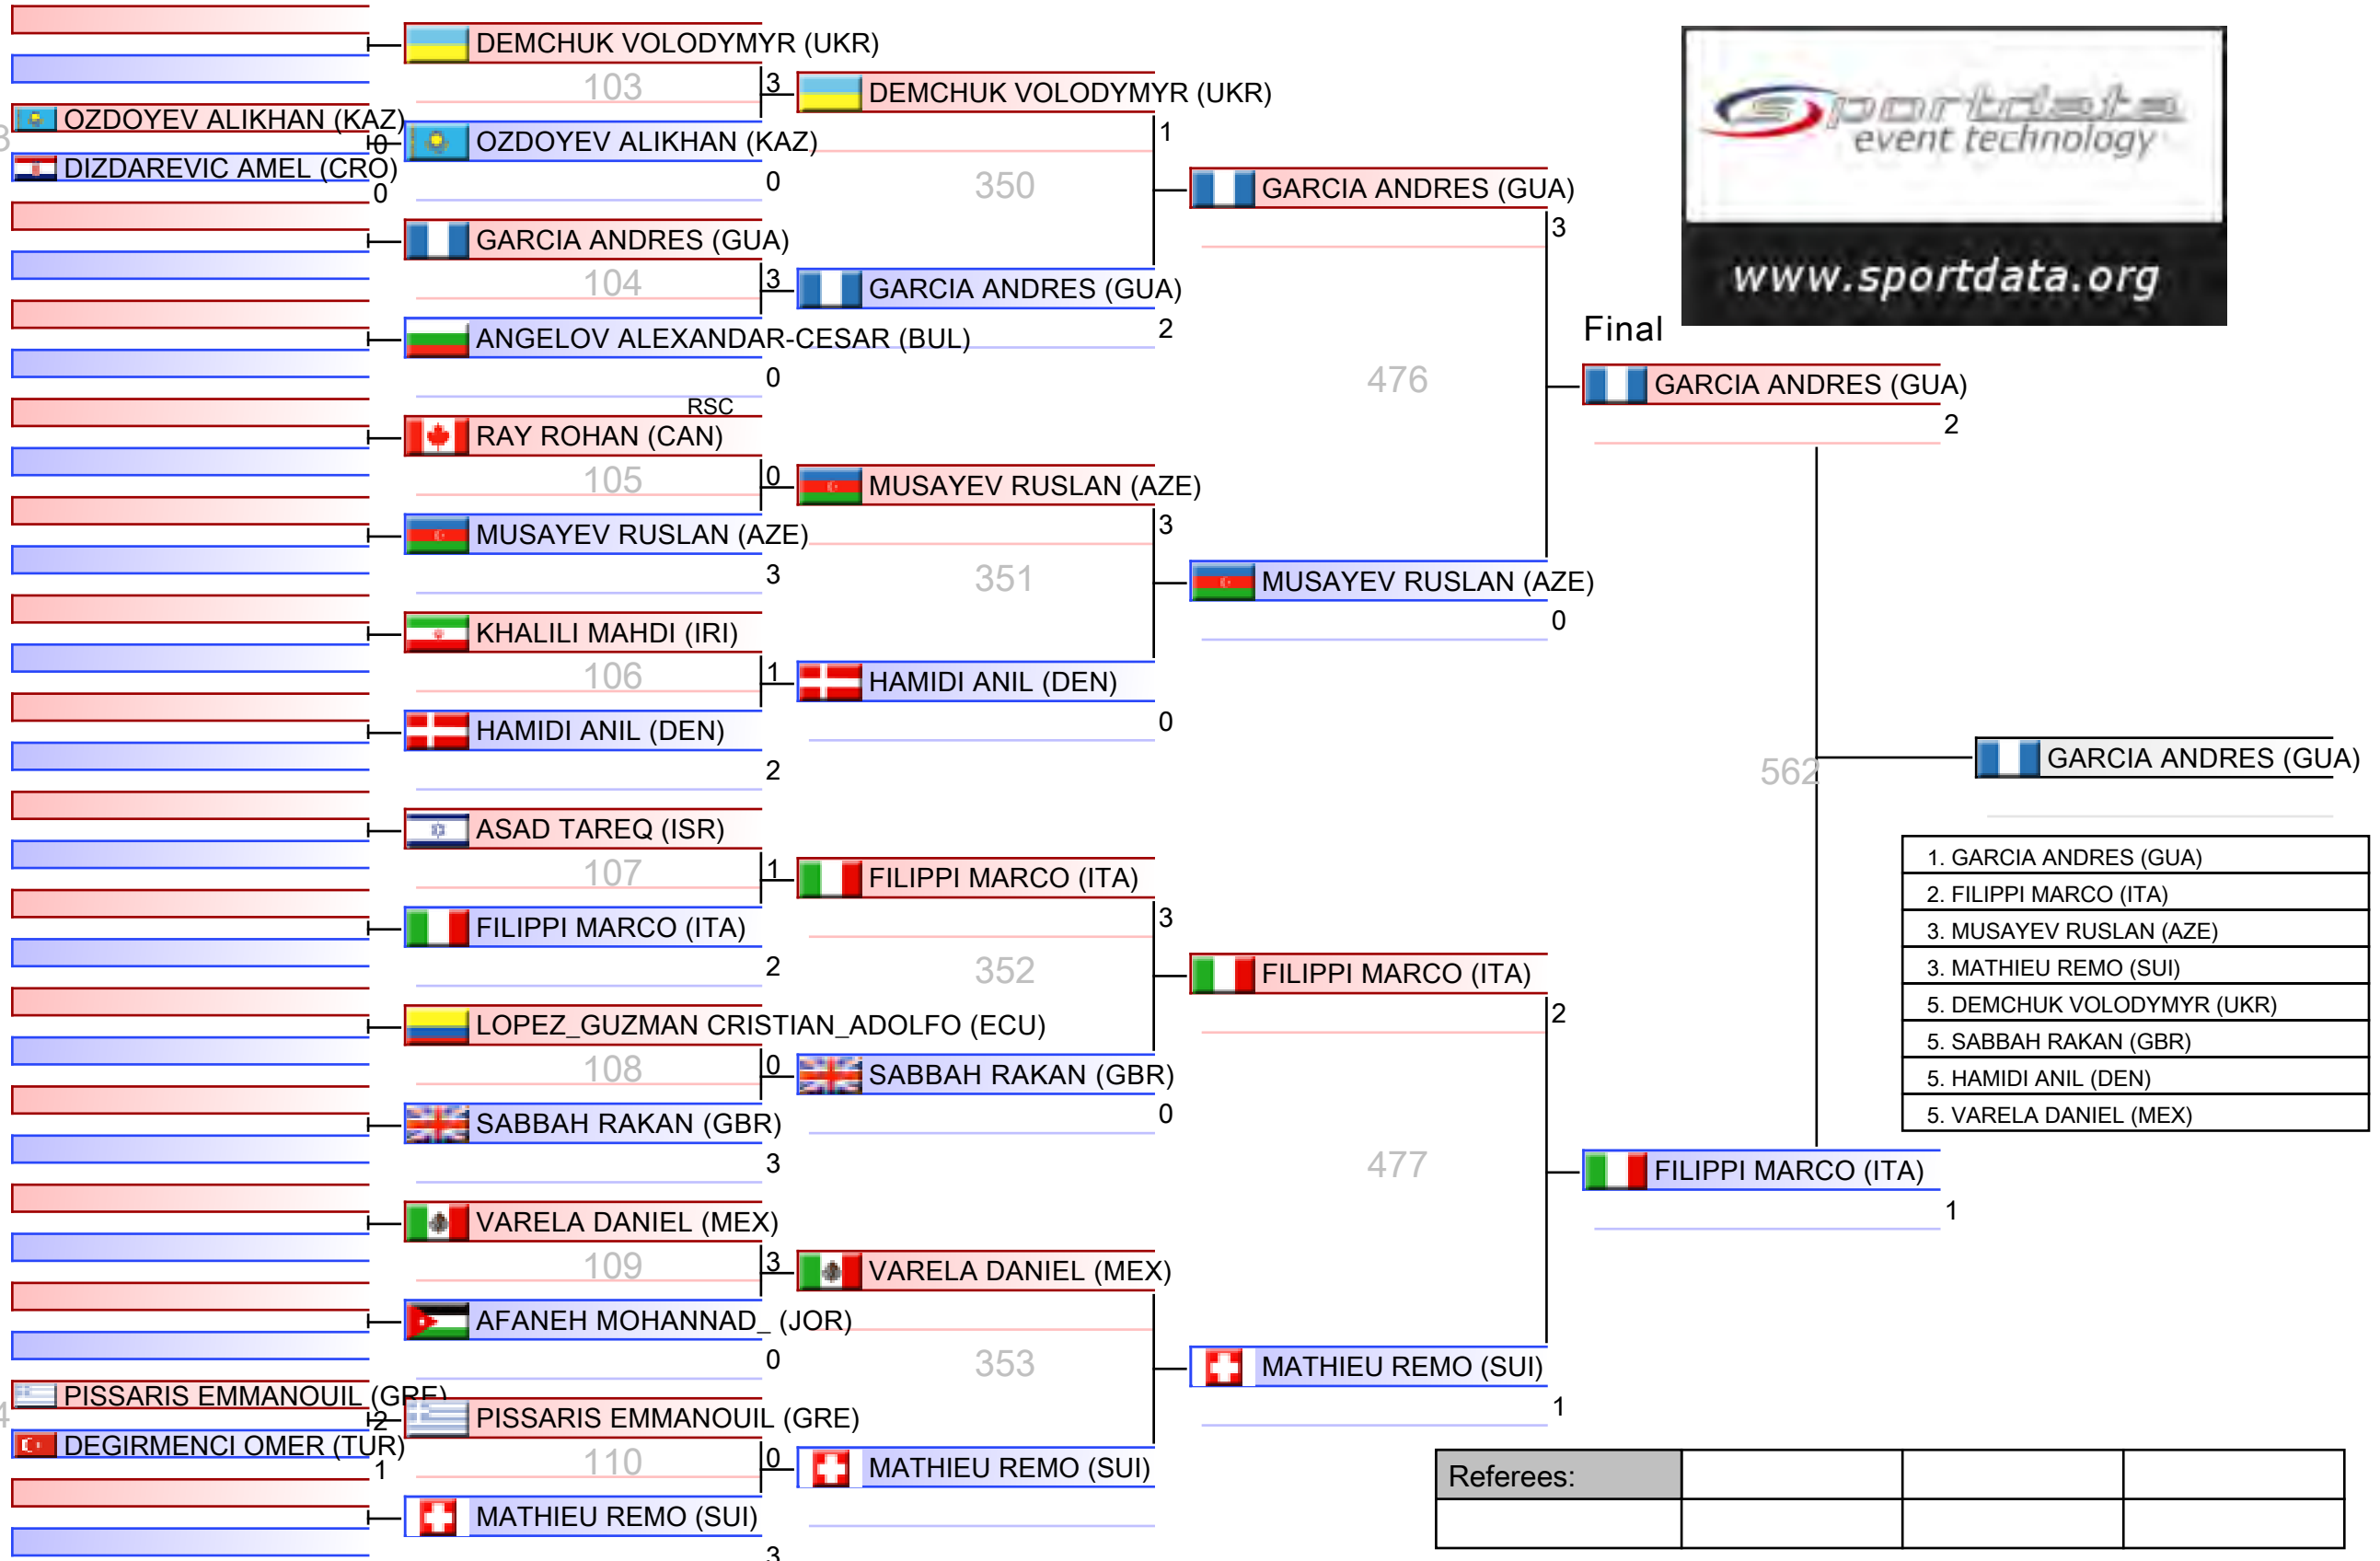 DEMCHUK VOLODYMYR (UKR)
103
3
OZDOYEV ALIKHAN (KAZ)
0
3
DIZDAREVIC AMEL (CRO)
0
OZDOYEV ALIKHAN (KAZ)
0
DEMCHUK VOLODYMYR (UKR)
1
350
GARCIA ANDRES (GUA)
104
3
ANGELOV ALEXANDAR-CESAR (BUL)
0
GARCIA ANDRES (GUA)
2
GARCIA ANDRES (GUA)
3
RSC
RAY ROHAN (CAN)
105
0
MUSAYEV RUSLAN (AZE)
3
MUSAYEV RUSLAN (AZE)
3
351
KHALILI MAHDI (IRI)
106
1
HAMIDI ANIL (DEN)
2
HAMIDI ANIL (DEN)
0
476
MUSAYEV RUSLAN (AZE)
0
ASAD TAREQ (ISR)
107
1
FILIPPI MARCO (ITA)
2
FILIPPI MARCO (ITA)
3
352
LOPEZ_GUZMAN CRISTIAN_ADOLFO (ECU)
108
0
SABBAH RAKAN (GBR)
3
SABBAH RAKAN (GBR)
0
FILIPPI MARCO (ITA)
2
477
VARELA DANIEL (MEX)
109
3
AFANEH MOHANNAD_ (JOR)
0
VARELA DANIEL (MEX)
353
PISSARIS EMMANOUIL (GRE)
2
4
DEGIRMENCI OMER (TUR)
1
PISSARIS EMMANOUIL (GRE)
110
0
MATHIEU REMO (SUI)
3
MATHIEU REMO (SUI)
MATHIEU REMO (SUI)
1
sportdata
event technology
www.sportdata.org
Final
GARCIA ANDRES (GUA)
2
562
GARCIA ANDRES (GUA)
FILIPPI MARCO (ITA)
1
1. GARCIA ANDRES (GUA)
2. FILIPPI MARCO (ITA)
3. MUSAYEV RUSLAN (AZE)
3. MATHIEU REMO (SUI)
5. DEMCHUK VOLODYMYR (UKR)
5. SABBAH RAKAN (GBR)
5. HAMIDI ANIL (DEN)
5. VARELA DANIEL (MEX)
Referees: